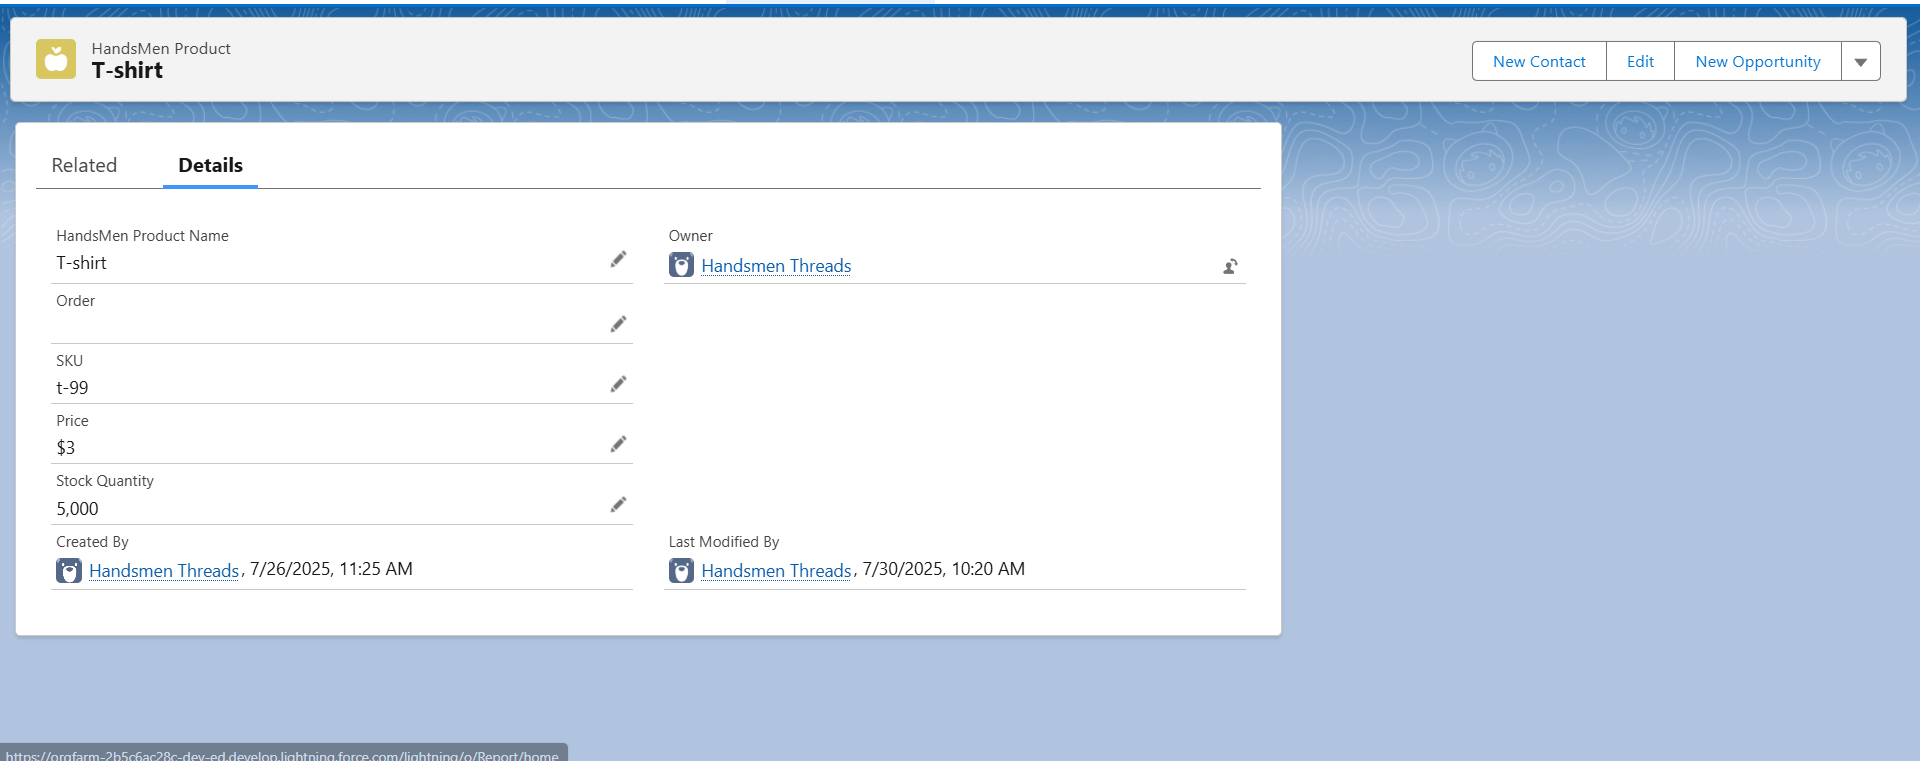 HandsMen Product
T-shirt
New Contact
Edit
New Opportunity
Related
Details
HandsMen Product Name
T-shirt
Owner
Handsmen Threads
Order
SKU
t-99
Price
$3
Stock Quantity
5,000
Created By
Handsmen Threads, 7/26/2025, 11:25 AM
Last Modified By
Handsmen Threads, 7/30/2025, 10:20 AM
https://orgfarm-2b5c6ac28c-dev-ed.develop.lightning.force.com/lightning/o/Report/home